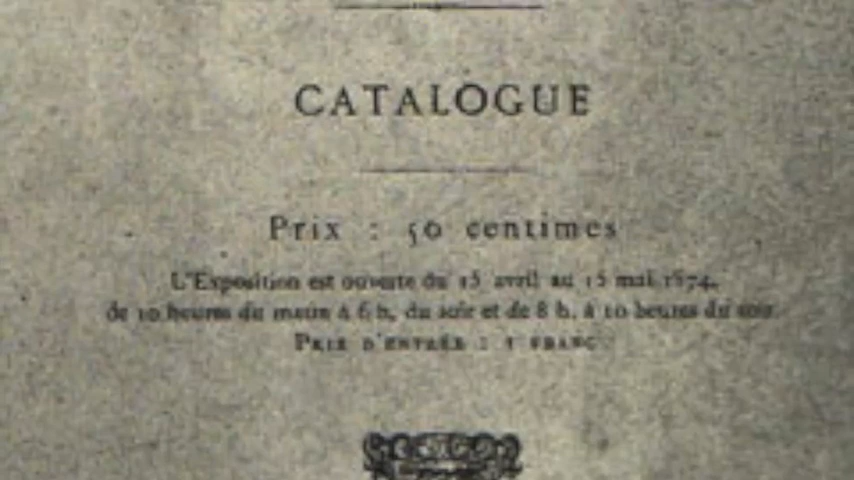 CATALOGUE
Prix : 50 centimes
L'Exposition est ouverte du 15 avril au 15 mai 1874,
de 10 heures du matin à 6 h, du soir et de 8 h. à 10 heures du soir
PRIX D'ENTRÉE : 1 FRANC